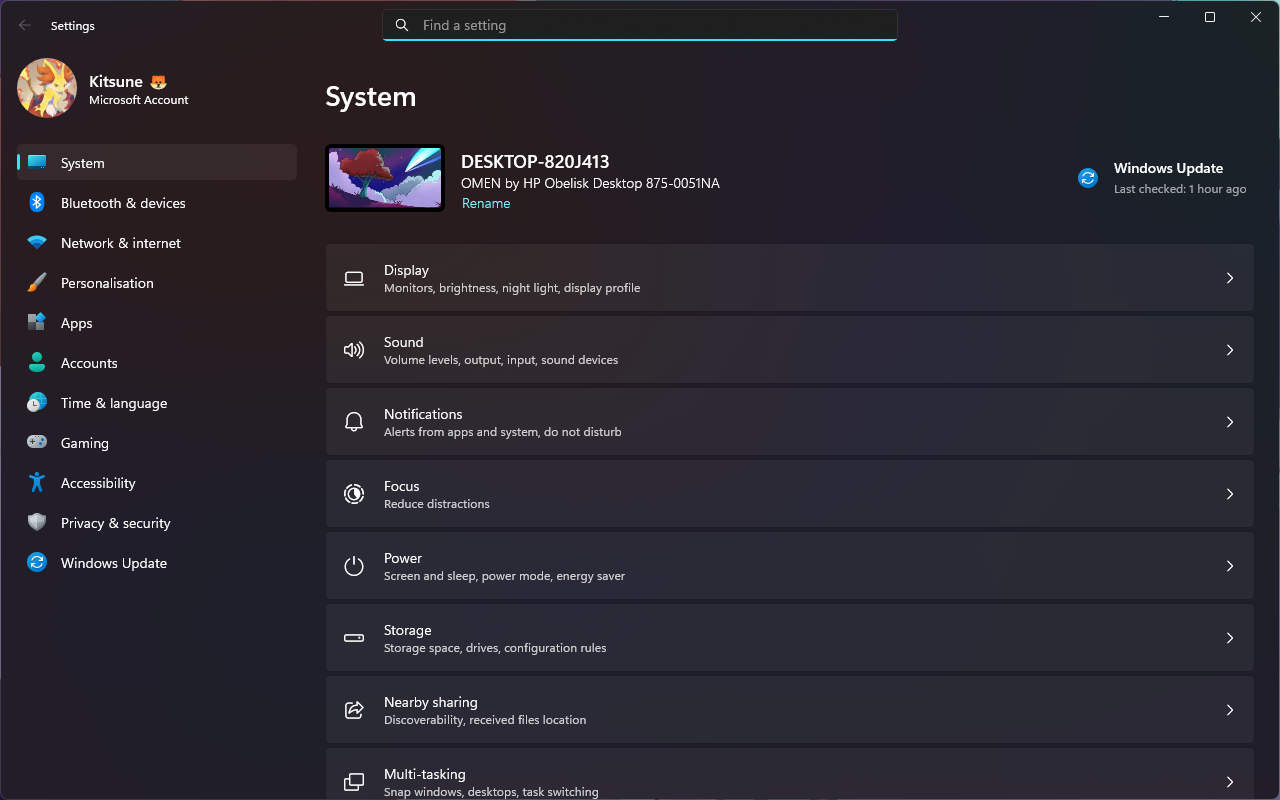 Settings
Find a setting
Kitsune 🦊
Microsoft Account
System
Bluetooth & devices
Network & internet
Personalisation
Apps
Accounts
Time & language
Gaming
Accessibility
Privacy & security
Windows Update
System
DESKTOP-820J413
OMEN by HP Obelisk Desktop 875-0051NA
Rename
Windows Update
Last checked: 1 hour ago
Display
Monitors, brightness, night light, display profile
Sound
Volume levels, output, input, sound devices
Notifications
Alerts from apps and system, do not disturb
Focus
Reduce distractions
Power
Screen and sleep, power mode, energy saver
Storage
Storage space, drives, configuration rules
Nearby sharing
Discoverability, received files location
Multi-tasking
Snap windows, desktops, task switching